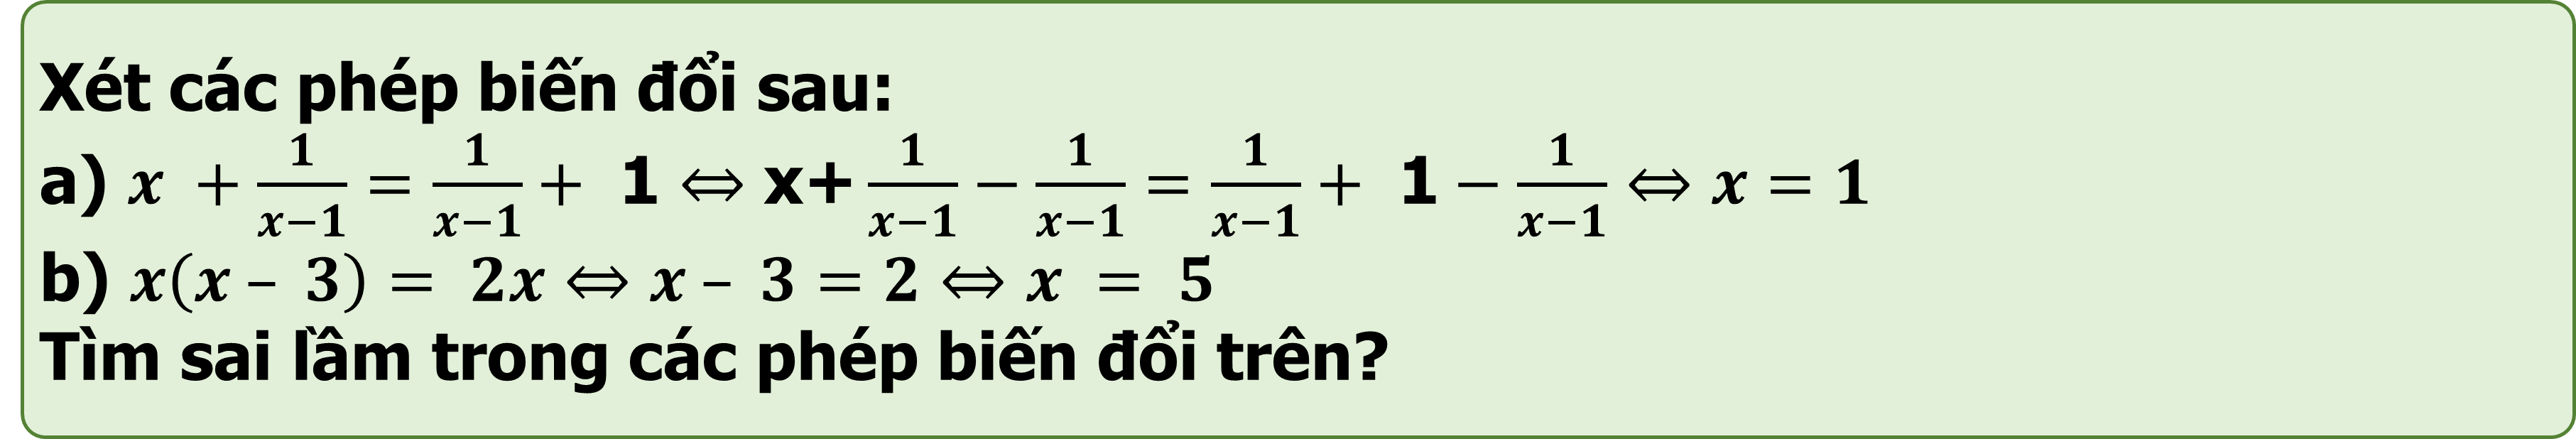 Xét các phép biến đổi sau:
a) x + 1/(x−1) = 1/(x−1) + 1 ⇔ x+ 1/(x−1) − 1/(x−1) = 1/(x−1) + 1 − 1/(x−1) ⇔ x = 1
b) x(x – 3) = 2x ⇔ x – 3 = 2 ⇔ x = 5
Tìm sai lầm trong các phép biến đổi trên?